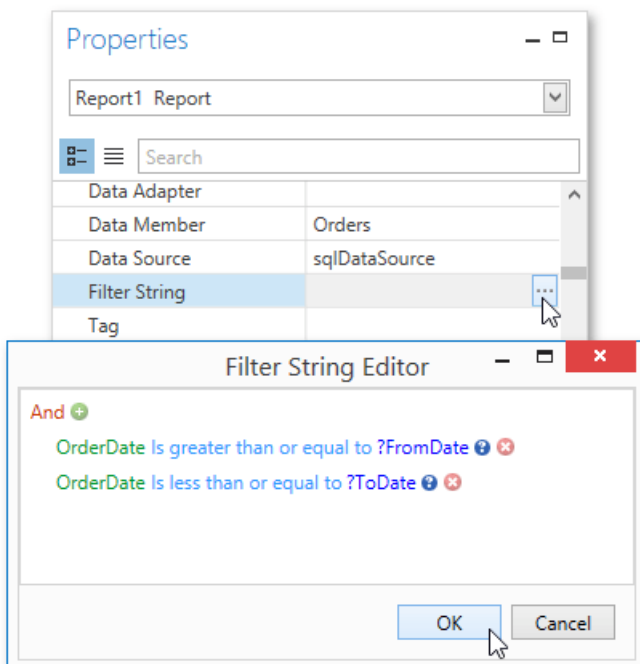 Properties
Report1 Report
Search
Data Adapter
Data Member Orders
Data Source sqlDataSource
Filter String ...
Tag
Filter String Editor
And
OrderDate Is greater than or equal to ?FromDate
OrderDate Is less than or equal to ?ToDate
OK Cancel